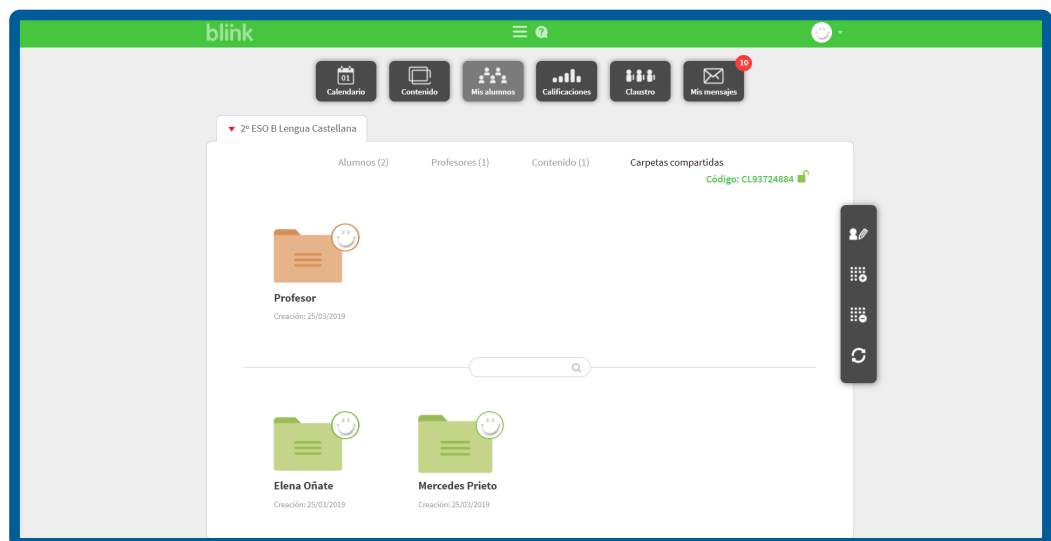 blink
01
Calendario
Contenido
Mis alumnos
Calificaciones
Claustro
Mis mensajes
10
2º ESO B Lengua Castellana
Alumnos (2) Profesores (1) Contenido (1) Carpetas compartidas
Código: CL93724884
Profesor
Creación: 25/03/2019
Elena Oñate
Creación: 25/03/2019
Mercedes Prieto
Creación: 25/03/2019